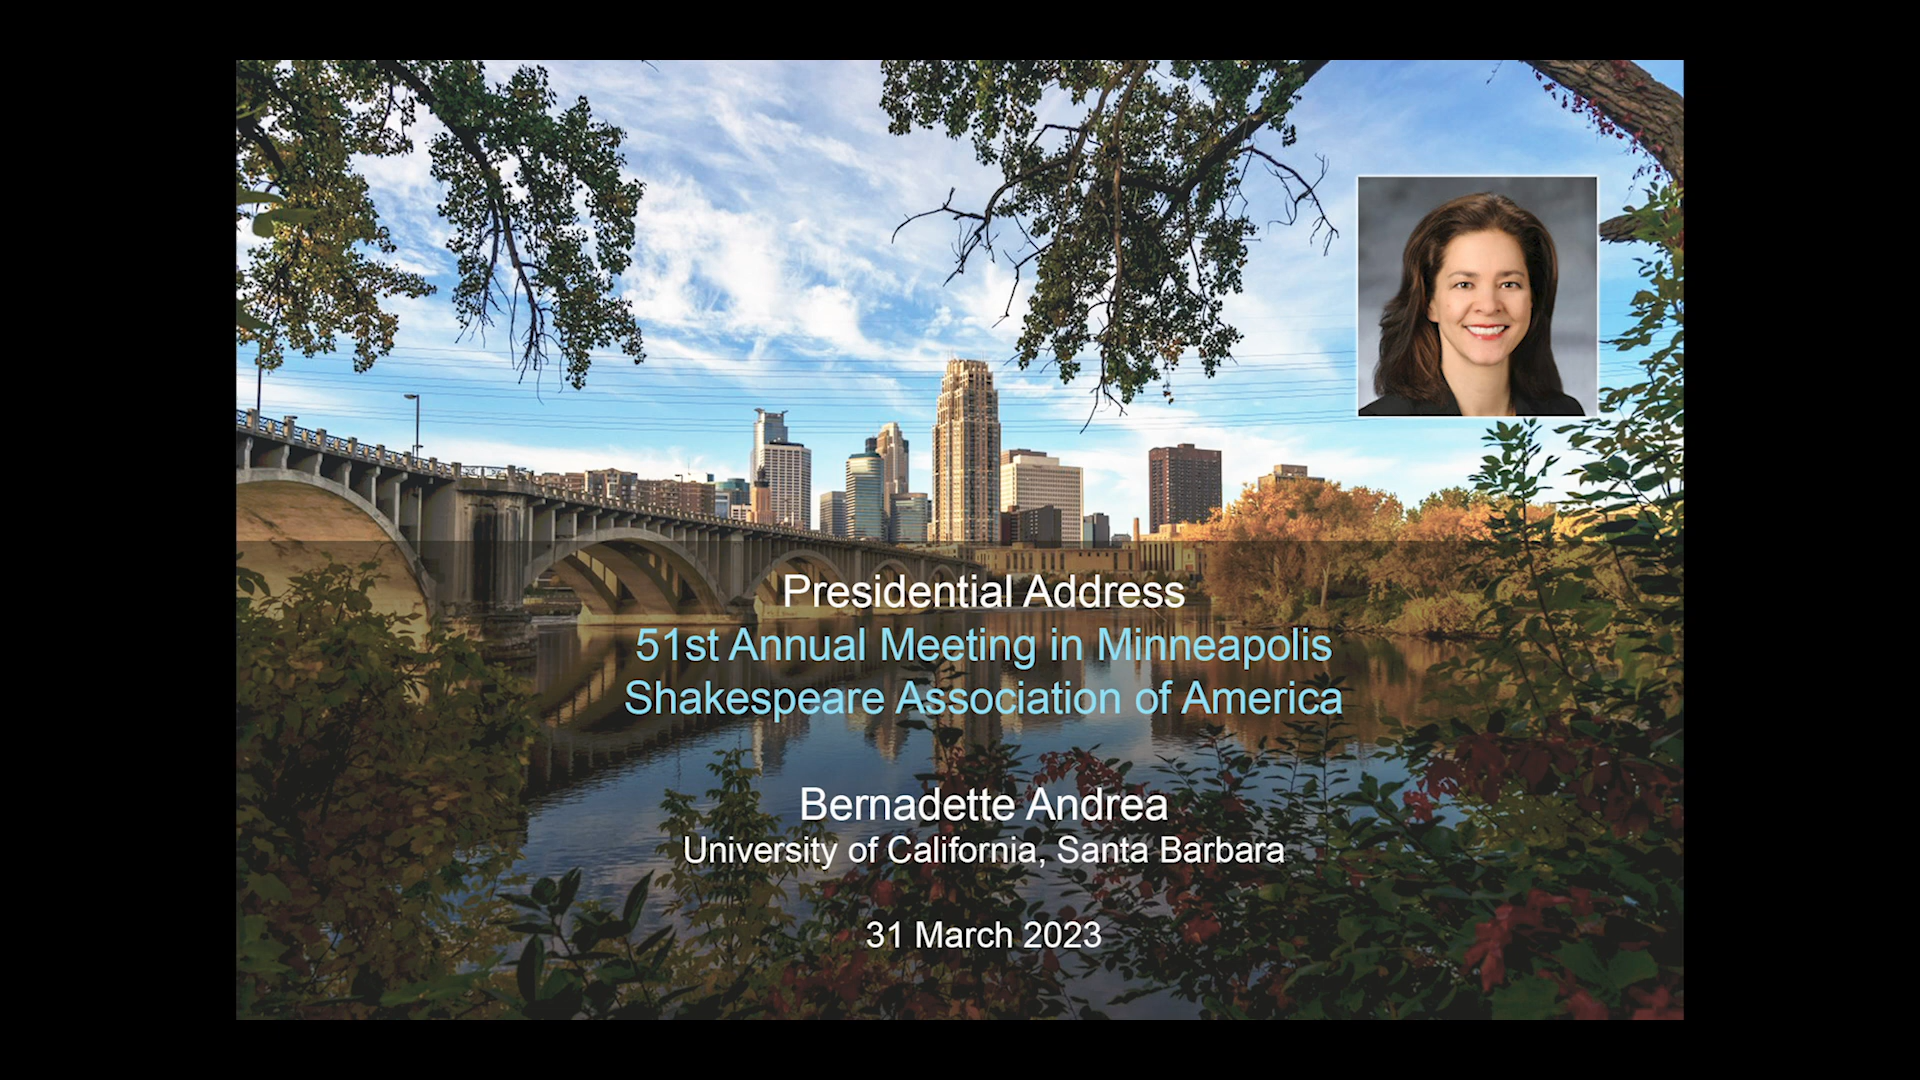 Presidential Address
51st Annual Meeting in Minneapolis
Shakespeare Association of America
Bernadette Andrea
University of California, Santa Barbara
31 March 2023